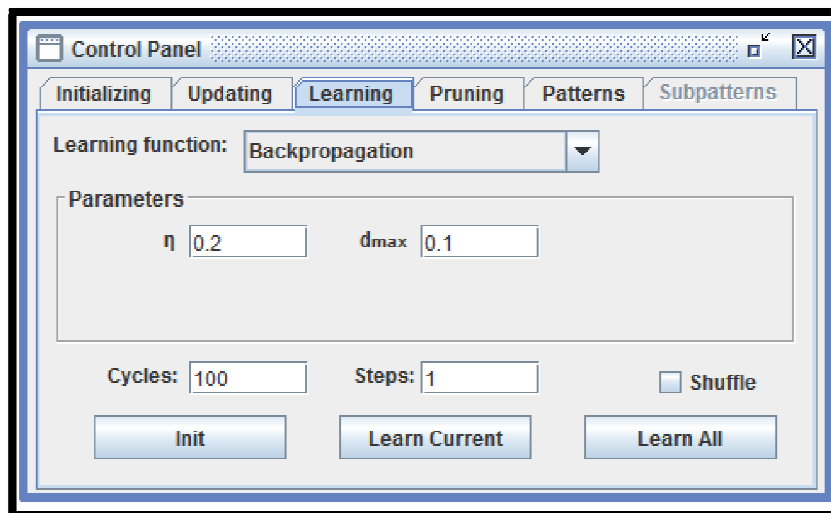 Control Panel
Initializing Updating Learning Pruning Patterns Subpatterns
Learning function: Backpropagation
Parameters
η 0.2 dmax 0.1
Cycles: 100 Steps: 1 Shuffle
Init Learn Current Learn All